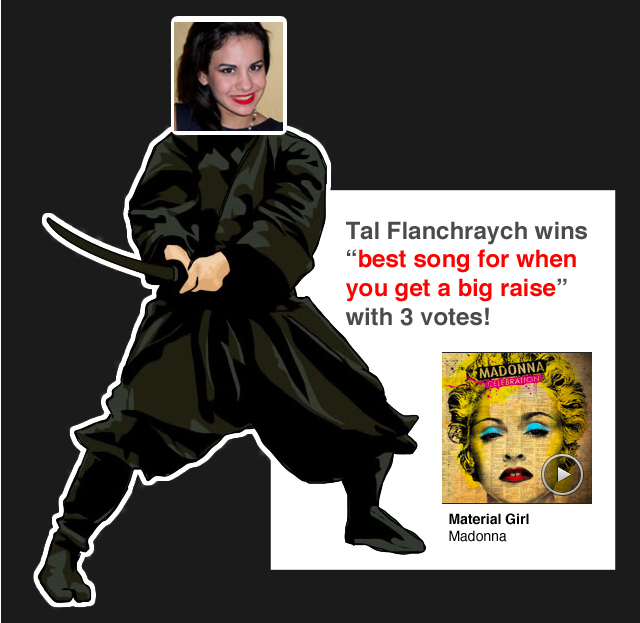 Tal Flanchraych wins
“best song for when
you get a big raise”
with 3 votes!
MADONNA
CELEBRATION
Material Girl
Madonna